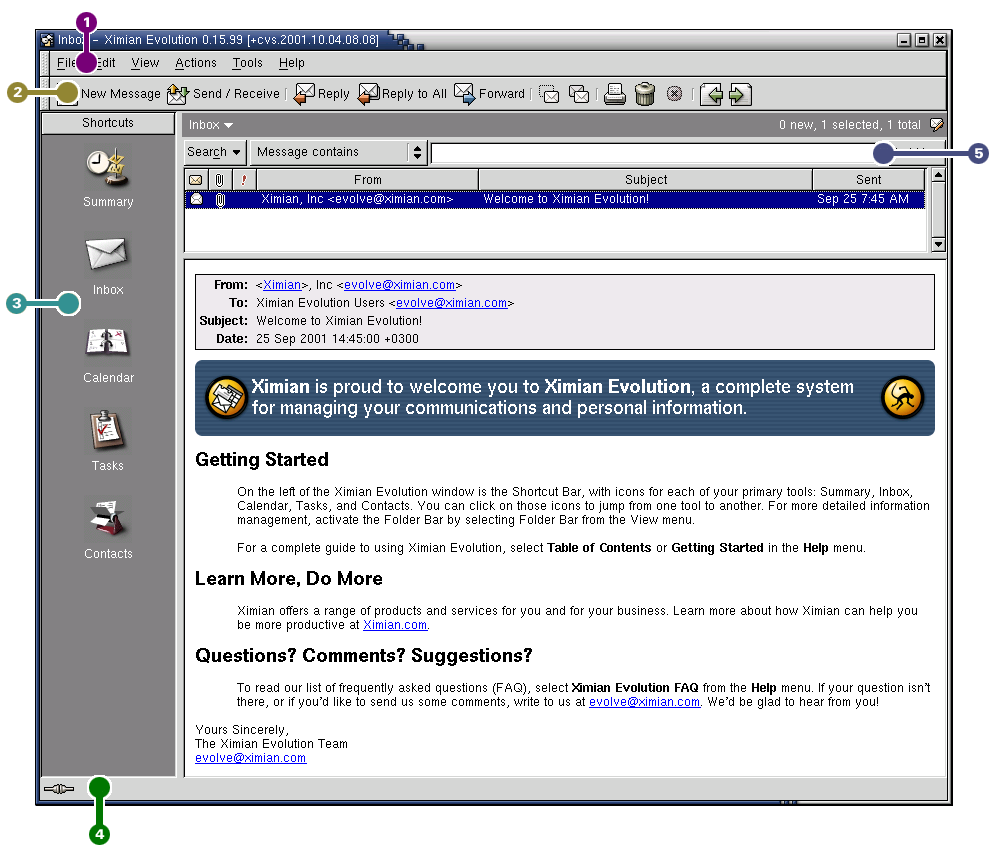 1
Inbox - Ximian Evolution 0.15.99 [+cvs.2001.10.04.08.08]
File Edit View Actions Tools Help
2
New Message Send / Receive Reply Reply to All Forward
Shortcuts
Inbox
0 new, 1 selected, 1 total
Search Message contains
5
From Subject Sent
Ximian, Inc <evolve@ximian.com> Welcome to Ximian Evolution! Sep 25 7:45 AM
Summary
Inbox
3
Calendar
Tasks
Contacts
From: <Ximian>, Inc <evolve@ximian.com>
To: Ximian Evolution Users <evolve@ximian.com>
Subject: Welcome to Ximian Evolution!
Date: 25 Sep 2001 14:45:00 +0300
Ximian is proud to welcome you to Ximian Evolution, a complete system
for managing your communications and personal information.
Getting Started
On the left of the Ximian Evolution window is the Shortcut Bar, with icons for each of your primary tools: Summary, Inbox,
Calendar, Tasks, and Contacts. You can click on those icons to jump from one tool to another. For more detailed information
management, activate the Folder Bar by selecting Folder Bar from the View menu.
For a complete guide to using Ximian Evolution, select Table of Contents or Getting Started in the Help menu.
Learn More, Do More
Ximian offers a range of products and services for you and for your business. Learn more about how Ximian can help you
be more productive at Ximian.com.
Questions? Comments? Suggestions?
To read our list of frequently asked questions (FAQ), select Ximian Evolution FAQ from the Help menu. If your question isn't
there, or if you'd like to send us some comments, write to us at evolve@ximian.com. We'd be glad to hear from you!
Yours Sincerely,
The Ximian Evolution Team
evolve@ximian.com
4